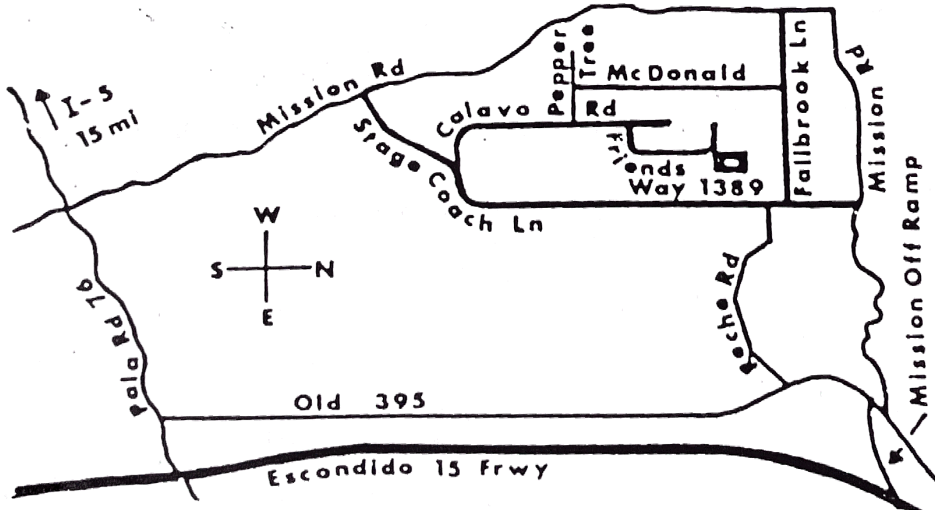 I-5
15 mi
Mission Rd
Pepper
Tree
McDonald
Fallbrook Ln
Mission Rd
Calavo
Rd
Stage Coach Ln
Friends
Way 1389
W
S
N
E
Mission Off Ramp
Pala Rd 76
Reche Rd
Old 395
Escondido 15 Frwy